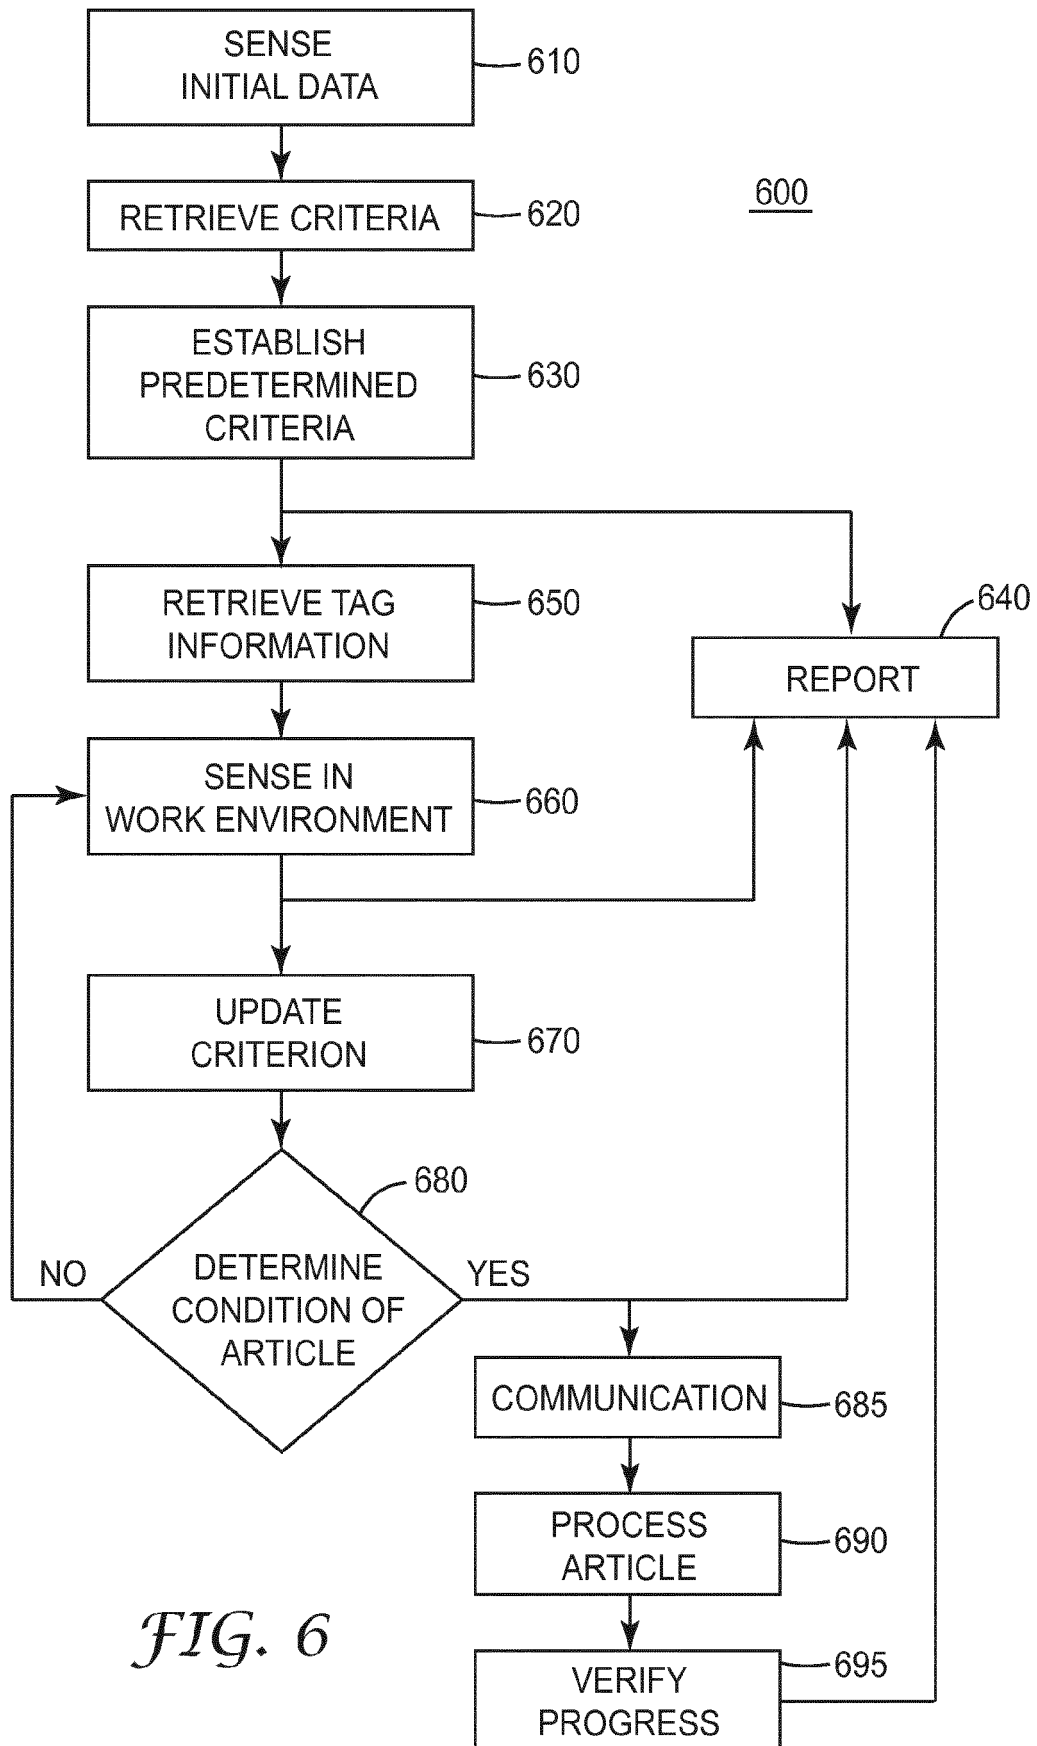 SENSE
INITIAL DATA
610
RETRIEVE CRITERIA
620
600
ESTABLISH
PREDETERMINED
CRITERIA
630
RETRIEVE TAG
INFORMATION
650
640
REPORT
SENSE IN
WORK ENVIRONMENT
660
UPDATE
CRITERION
670
680
NO
DETERMINE
CONDITION OF
ARTICLE
YES
COMMUNICATION
685
PROCESS
ARTICLE
690
VERIFY
PROGRESS
695
FIG. 6